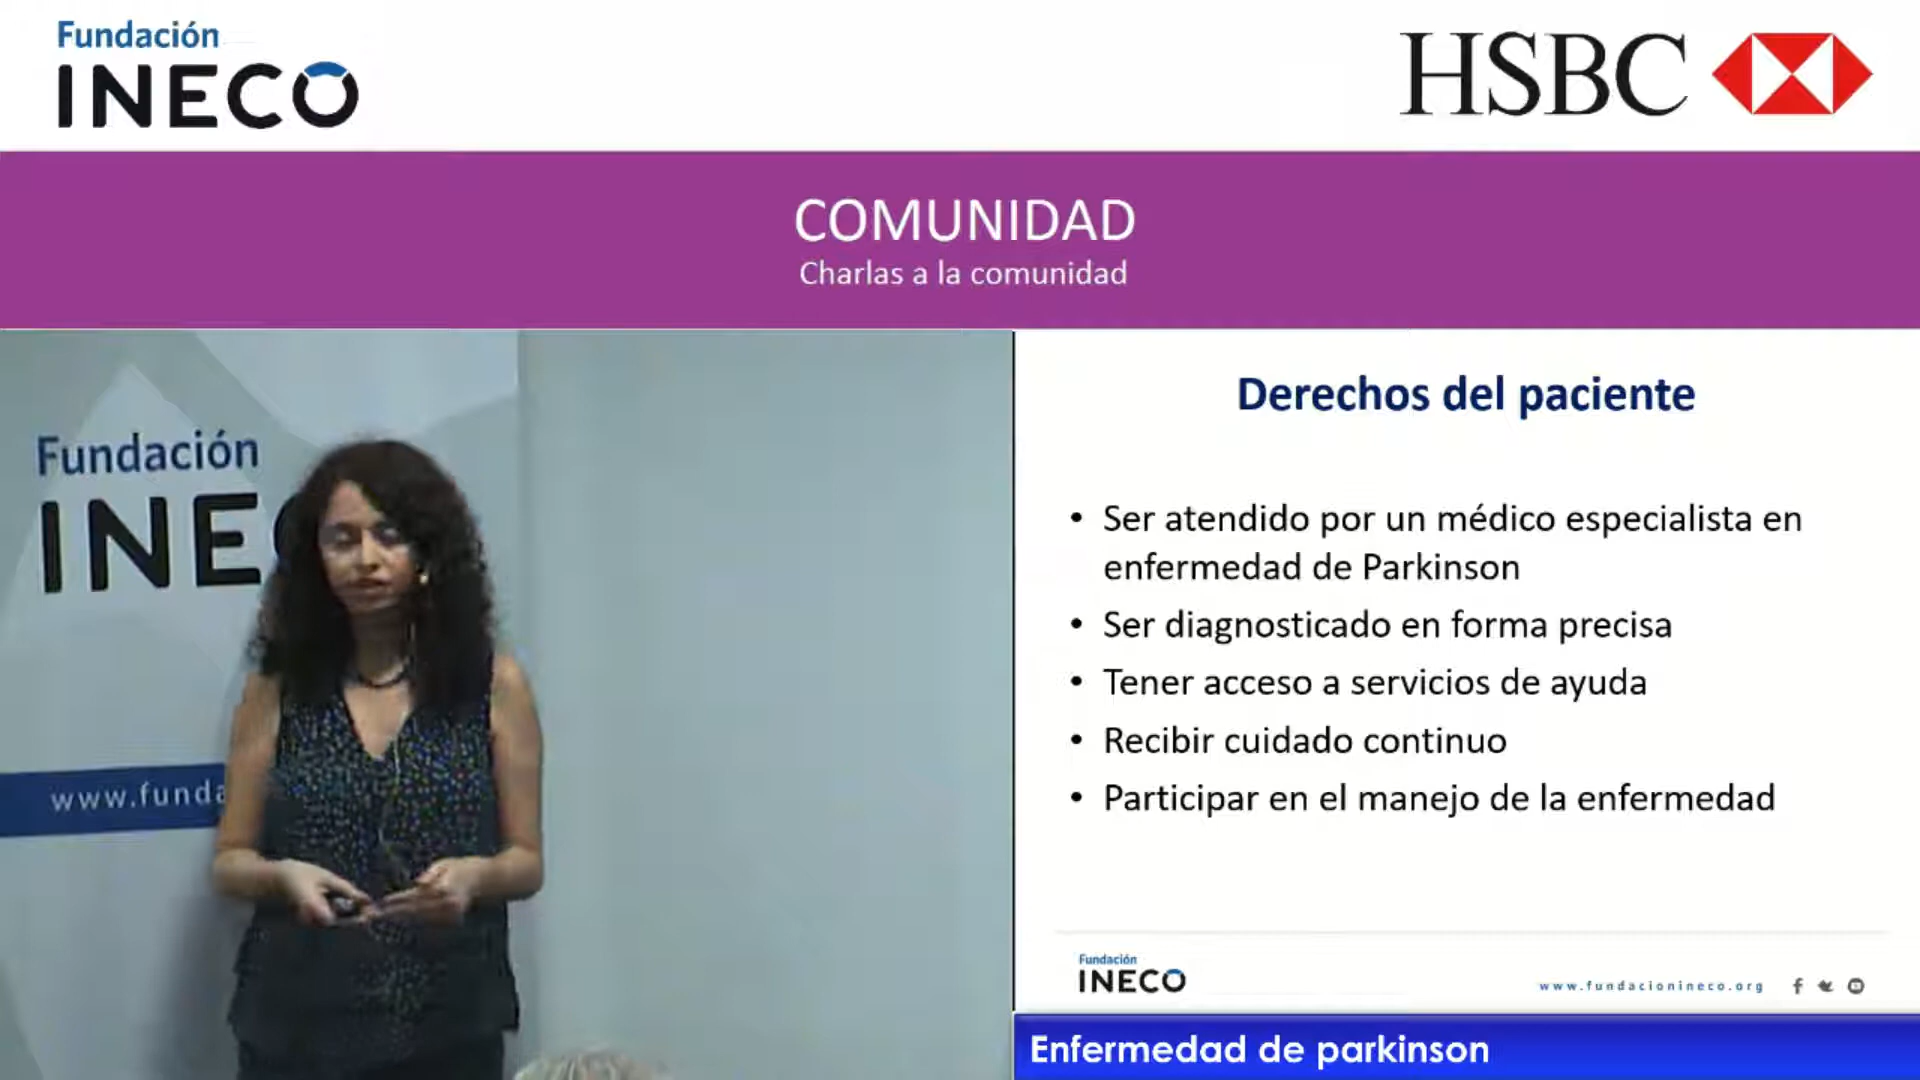 Fundación
INECO
HSBC
COMUNIDAD
Charlas a la comunidad
Fundación
INE
www.funda
Derechos del paciente
• Ser atendido por un médico especialista en
enfermedad de Parkinson
• Ser diagnosticado en forma precisa
• Tener acceso a servicios de ayuda
• Recibir cuidado continuo
• Participar en el manejo de la enfermedad
Fundación
INECO
www.fundacionineco.org
Enfermedad de parkinson